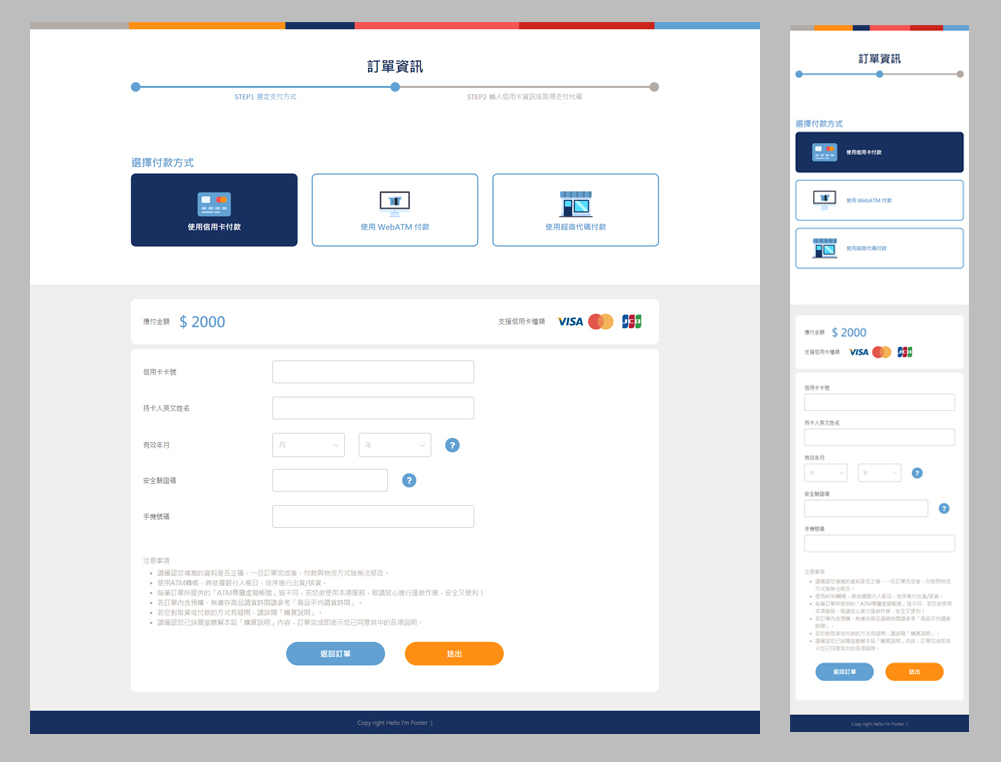 訂單資訊
STEP1 選定支付方式
STEP2 輸入信用卡資訊或取得支付代碼
選擇付款方式
使用信用卡付款
使用 WebATM 付款
使用超商代碼付款
應付金額 $ 2000
支援信用卡種類 VISA JCB
信用卡卡號
持卡人英文姓名
有效年月 月 年 ?
安全驗證碼 ?
手機號碼
注意事項
請確認您填寫的資料是否正確，一旦訂單完成後，付款與物流方式皆無法修改。
使用ATM轉帳，將依據銀行入帳日，依序進行出貨/修貨。
每筆訂單所提供的「ATM專屬虛擬帳號」皆不同，若您欲使用本項服務，敬請放心進行匯款作業，安全又便利！
若訂單內含預購、無庫存商品調貨時間請參考「商品平均調貨時間」。
若您對取貨或付款的方式有疑問，請詳閱「購買說明」。
請確認您已詳閱並瞭解本站「購買說明」內容，訂單完成即表示您已同意其中的各項說明。
返回訂單
送出
Copy right Hello I'm Footer :)
訂單資訊
選擇付款方式
使用信用卡付款
使用 WebATM 付款
使用超商代碼付款
應付金額 $ 2000
支援信用卡種類 VISA JCB
信用卡卡號
持卡人英文姓名
有效年月
月 年 ?
安全驗證碼
?
手機號碼
注意事項
請確認您填寫的資料是否正確，一旦訂單完成後，付款與物流
方式皆無法修改。
使用ATM轉帳，將依據銀行入帳日，依序進行出貨/修貨。
每筆訂單所提供的「ATM專屬虛擬帳號」皆不同，若您欲使用
本項服務，敬請放心進行匯款作業，安全又便利！
若訂單內含預購、無庫存商品調貨時間請參考「商品平均調貨
時間」。
若您對取貨或付款的方式有疑問，請詳閱「購買說明」。
請確認您已詳閱並瞭解本站「購買說明」內容，訂單完成即表
示您已同意其中的各項說明。
返回訂單
送出
Copy right Hello I'm Footer :)